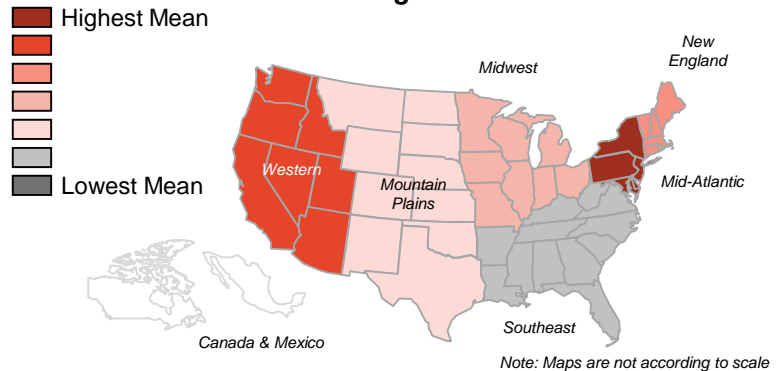 Highest Mean
Lowest Mean
Midwest
New
England
Western
Mountain
Plains
Mid-Atlantic
Southeast
Canada & Mexico
Note: Maps are not according to scale